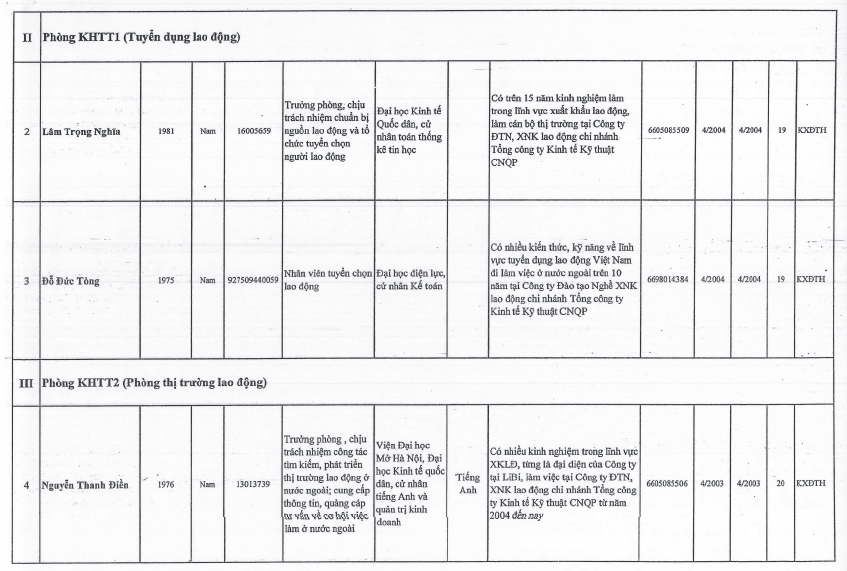 II Phòng KHTT1 (Tuyển dụng lao động)
2
Lâm Trọng Nghĩa
1981
Nam
16005659
Trưởng phòng, chịu
trách nhiệm chuẩn bị
nguồn lao động và tổ
chức tuyển chọn
người lao động
Đại học Kinh tế
Quốc dân, cử
nhân toán thống
kê tin học
Có trên 15 năm kinh nghiệm làm
trong lĩnh vực xuất khẩu lao động,
làm cán bộ thị trường tại Công ty
ĐTN, XNK lao động chi nhánh
Tổng công ty Kinh tế Kỹ thuật
CNQP
6605085509
4/2004
4/2004
19
KXĐTH
3
Đỗ Đức Tòng
1975
Nam
927509440059
Nhân viên tuyển chọn
lao động
Đại học điện lực,
cử nhân Kế toán
Có nhiều kiến thức, kỹ năng về lĩnh
vực tuyển dụng lao động Việt Nam
đi làm việc ở nước ngoài trên 10
năm tại Công ty Đào tạo Nghề XNK
lao động chi nhánh Tổng công ty
Kinh tế Kỹ thuật CNQP
6698014384
4/2004
4/2004
19
KXĐTH
III Phòng KHTT2 (Phòng thị trường lao động)
4
Nguyễn Thanh Điền
1976
Nam
13013739
Trưởng phòng , chịu
trách nhiệm công tác
tìm kiếm, phát triển
thị trường lao động ở
nước ngoài; cung cấp
thông tin, quảng cáp
tư vấn về cơ hội việc
làm ở nước ngoài
Viện Đại học
Mở Hà Nội, Đại
học Kinh tế quốc
dân, cử nhân
tiếng Anh và
quản trị kinh
doanh
Tiếng
Anh
Có nhiều kinh nghiệm trong lĩnh vực
XKLĐ, từng là đại diện của Công ty
tại LiBi, làm việc tại Công ty ĐTN,
XNK lao động chi nhánh Tổng công
ty Kinh tế Kỹ thuật CNQP từ năm
2004 đến nay
6605085506
4/2003
4/2003
20
KXĐTH